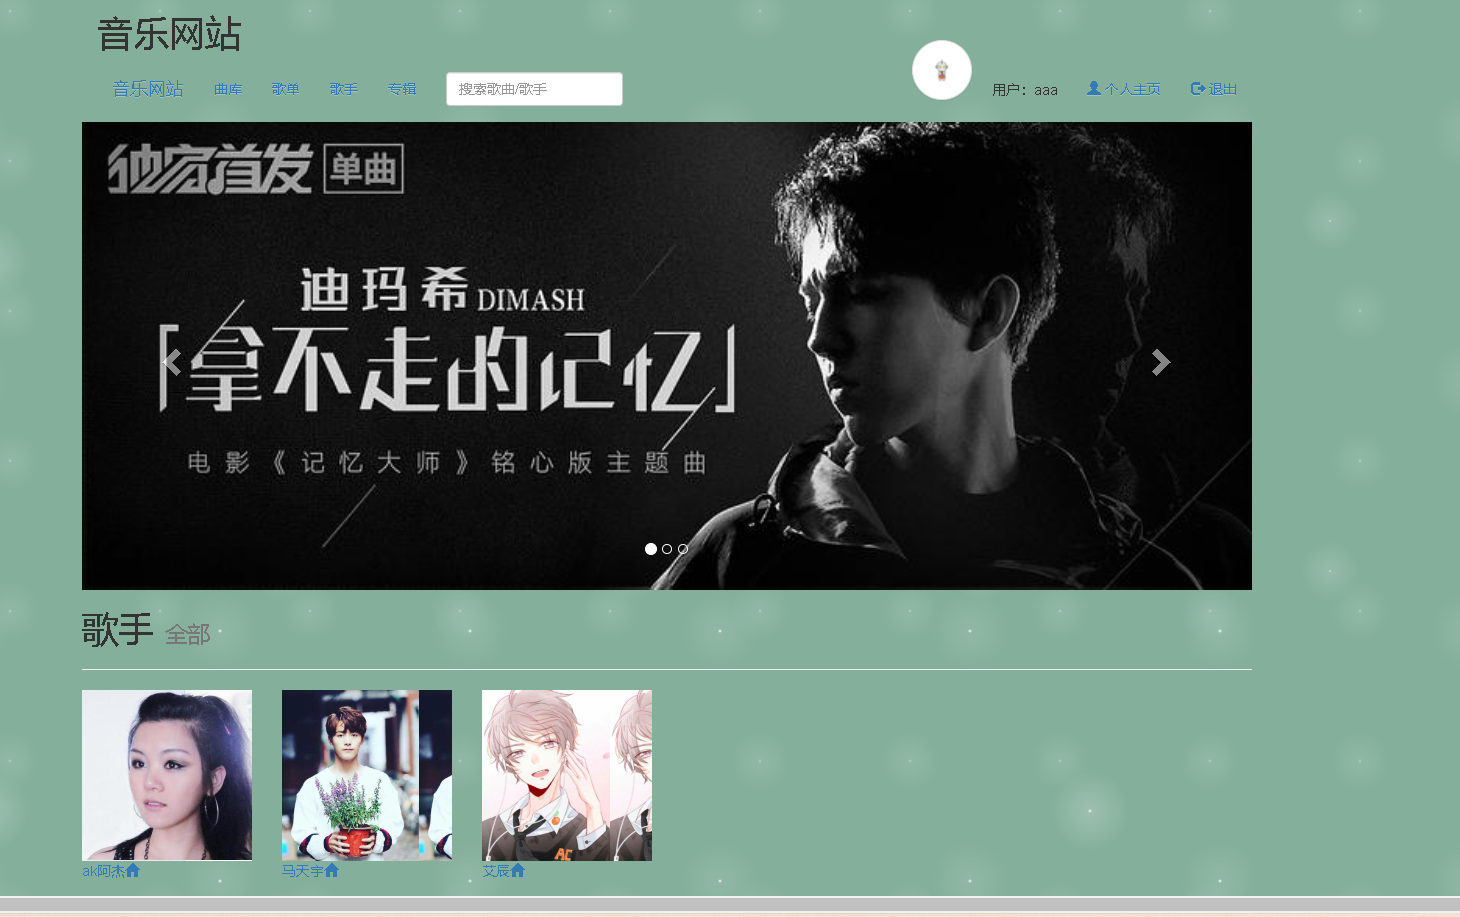 音乐网站
音乐网站 曲库 歌单 歌手 专辑 搜索歌曲/歌手 用户：aaa 个人主页 退出
独家首发 单曲
迪玛希 DIMASH
「拿不走的记忆」
电影《记忆大师》铭心版主题曲
歌手 全部
AC
ak阿杰 马天宇 艾辰